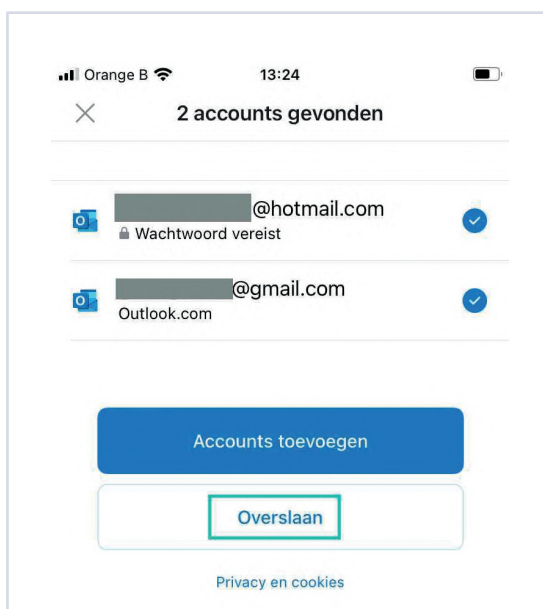 Orange B 13:24
2 accounts gevonden
@hotmail.com
Wachtwoord vereist
@gmail.com
Outlook.com
Accounts toevoegen
Overslaan
Privacy en cookies